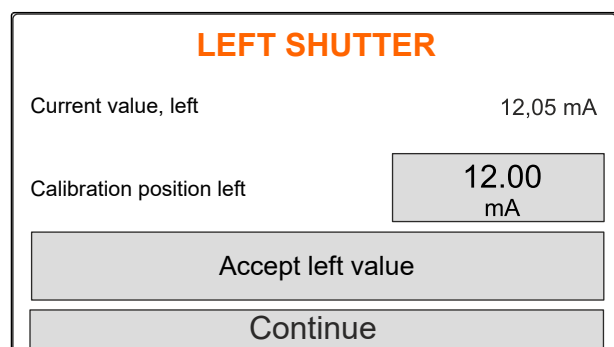 LEFT SHUTTER
Current value, left 12,05 mA
Calibration position left 12.00
mA
Accept left value
Continue